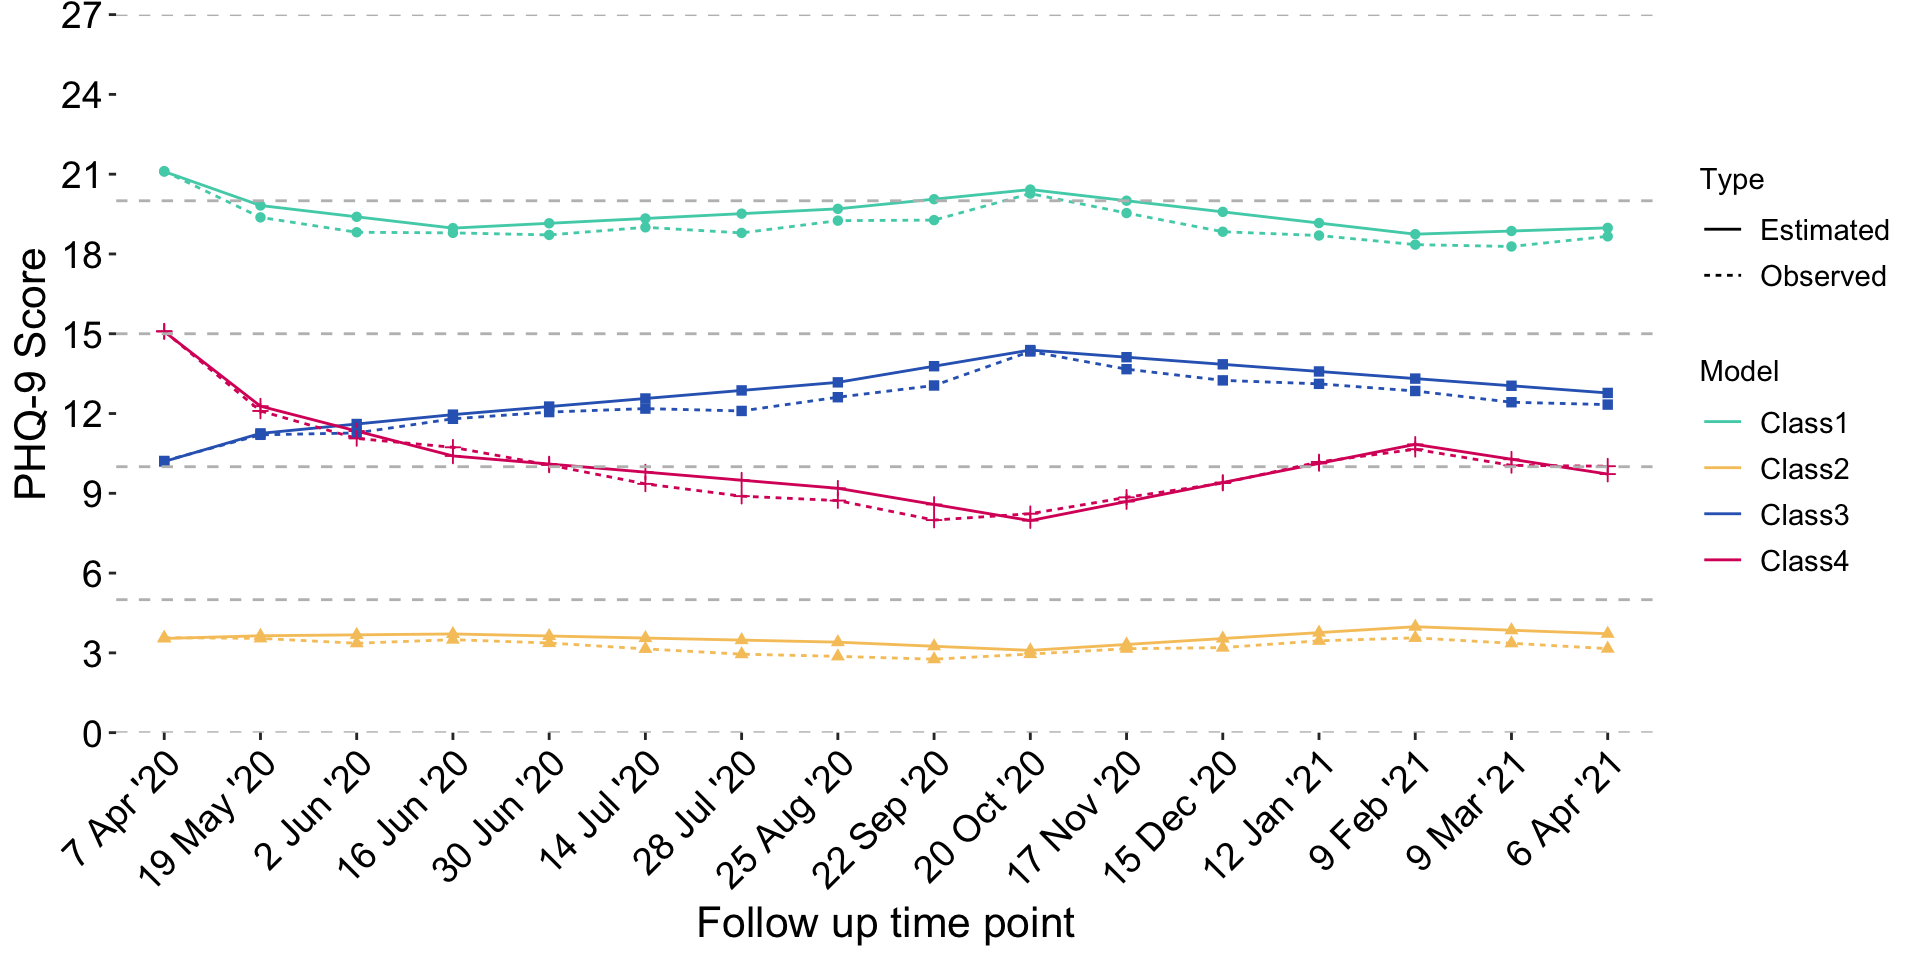 PHQ-9 Score
27
24
21
18
15
12
9
6
3
0
7 Apr '20
19 May '20
2 Jun '20
16 Jun '20
30 Jun '20
14 Jul '20
28 Jul '20
25 Aug '20
22 Sep '20
20 Oct '20
17 Nov '20
15 Dec '20
12 Jan '21
9 Feb '21
9 Mar '21
6 Apr '21
Follow up time point
Type
Estimated
Observed
Model
Class1
Class2
Class3
Class4